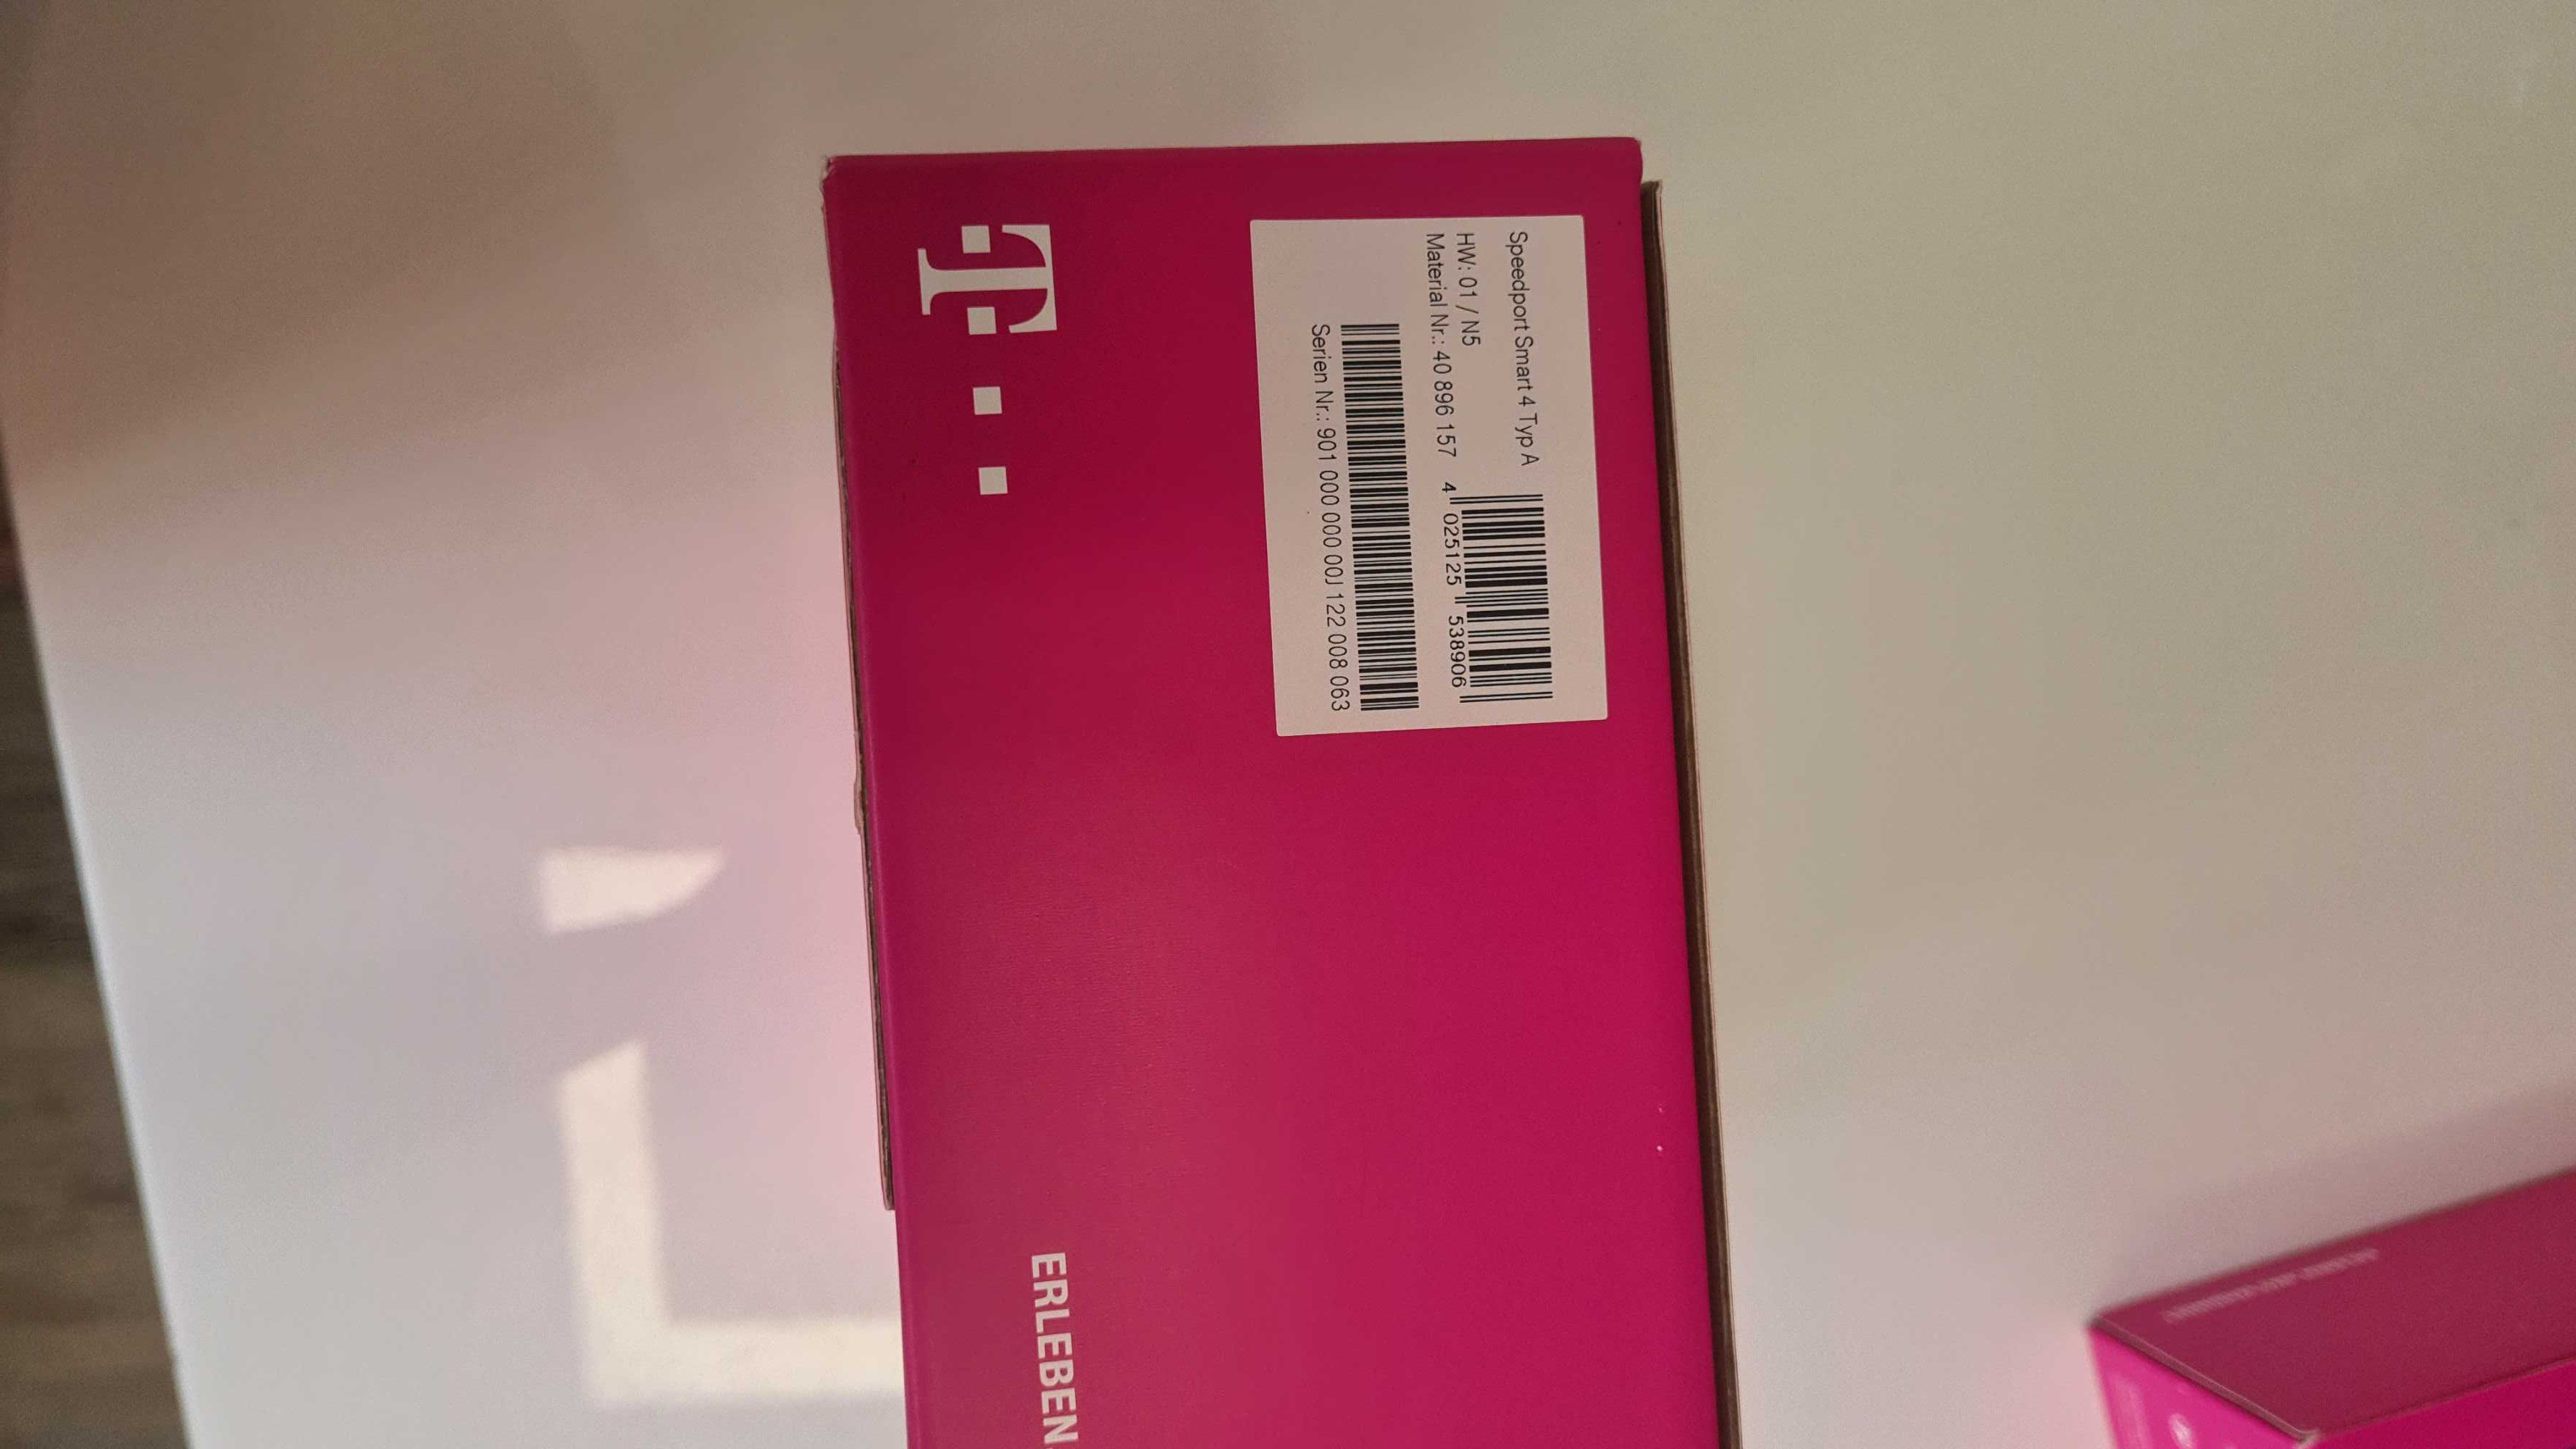 Speedport Smart 4 Typ A
HW: 01 / N5
Material Nr.: 40 896 157
4 025125 538906
Serien Nr.: 901 000 000 00J 122 008 063
T
ERLEBEN